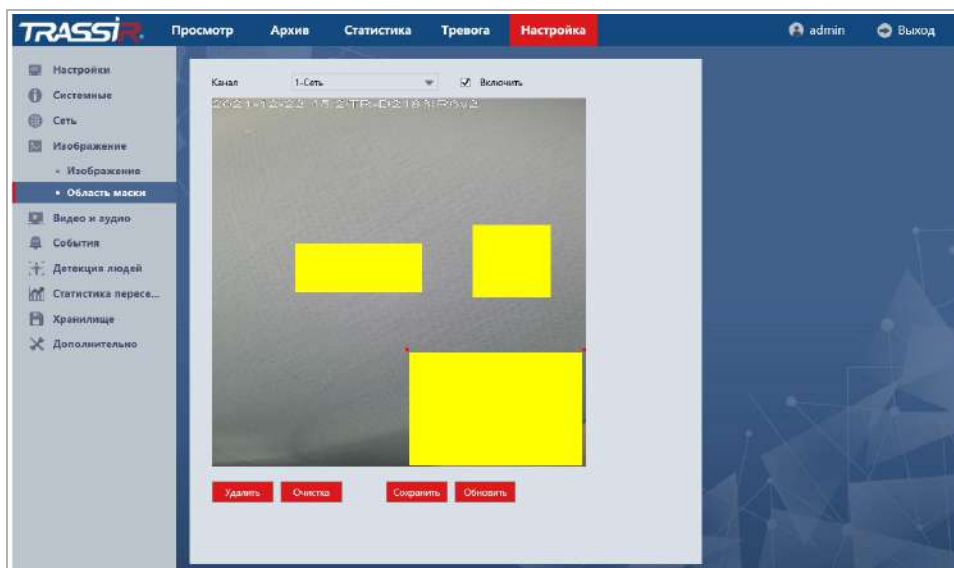 TRASSIR Просмотр Архив Статистика Тревога Настройка admin Выход
Настройки
Системные
Сеть
Изображение
Изображение
Область маски
Видео и аудио
События
Детекция людей
Статистика пересе...
Хранилище
Дополнительно
Канал 1-Сеть Включить
Удалить Очистка Сохранить Обновить